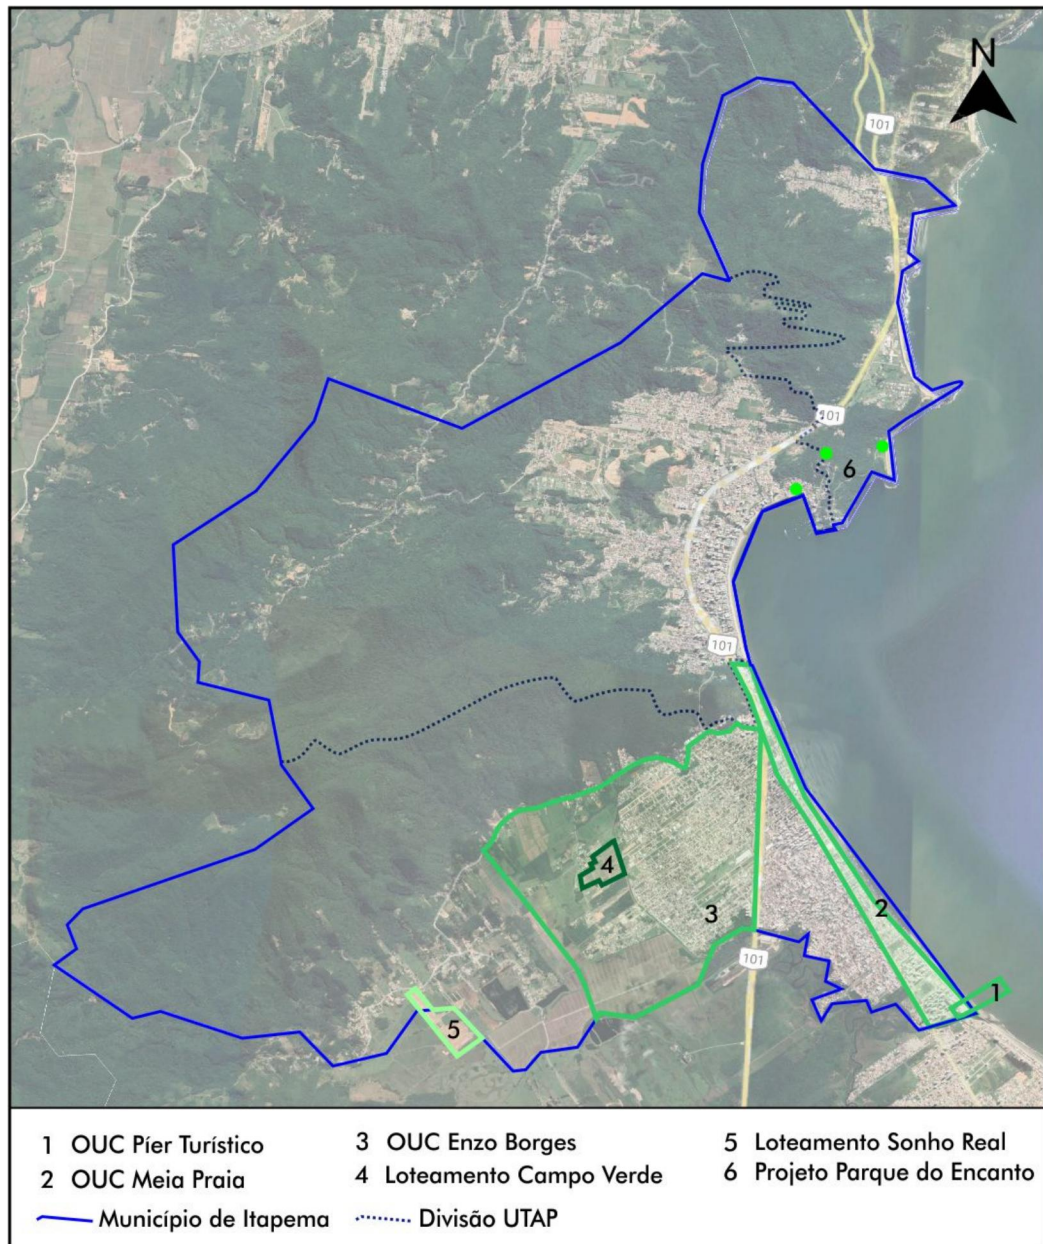 N
101
101
6
101
4
3
2
101
1
5
1 OUC Píer Turístico
2 OUC Meia Praia
3 OUC Enzo Borges
4 Loteamento Campo Verde
5 Loteamento Sonho Real
6 Projeto Parque do Encanto
Município de Itapema
Divisão UTAP